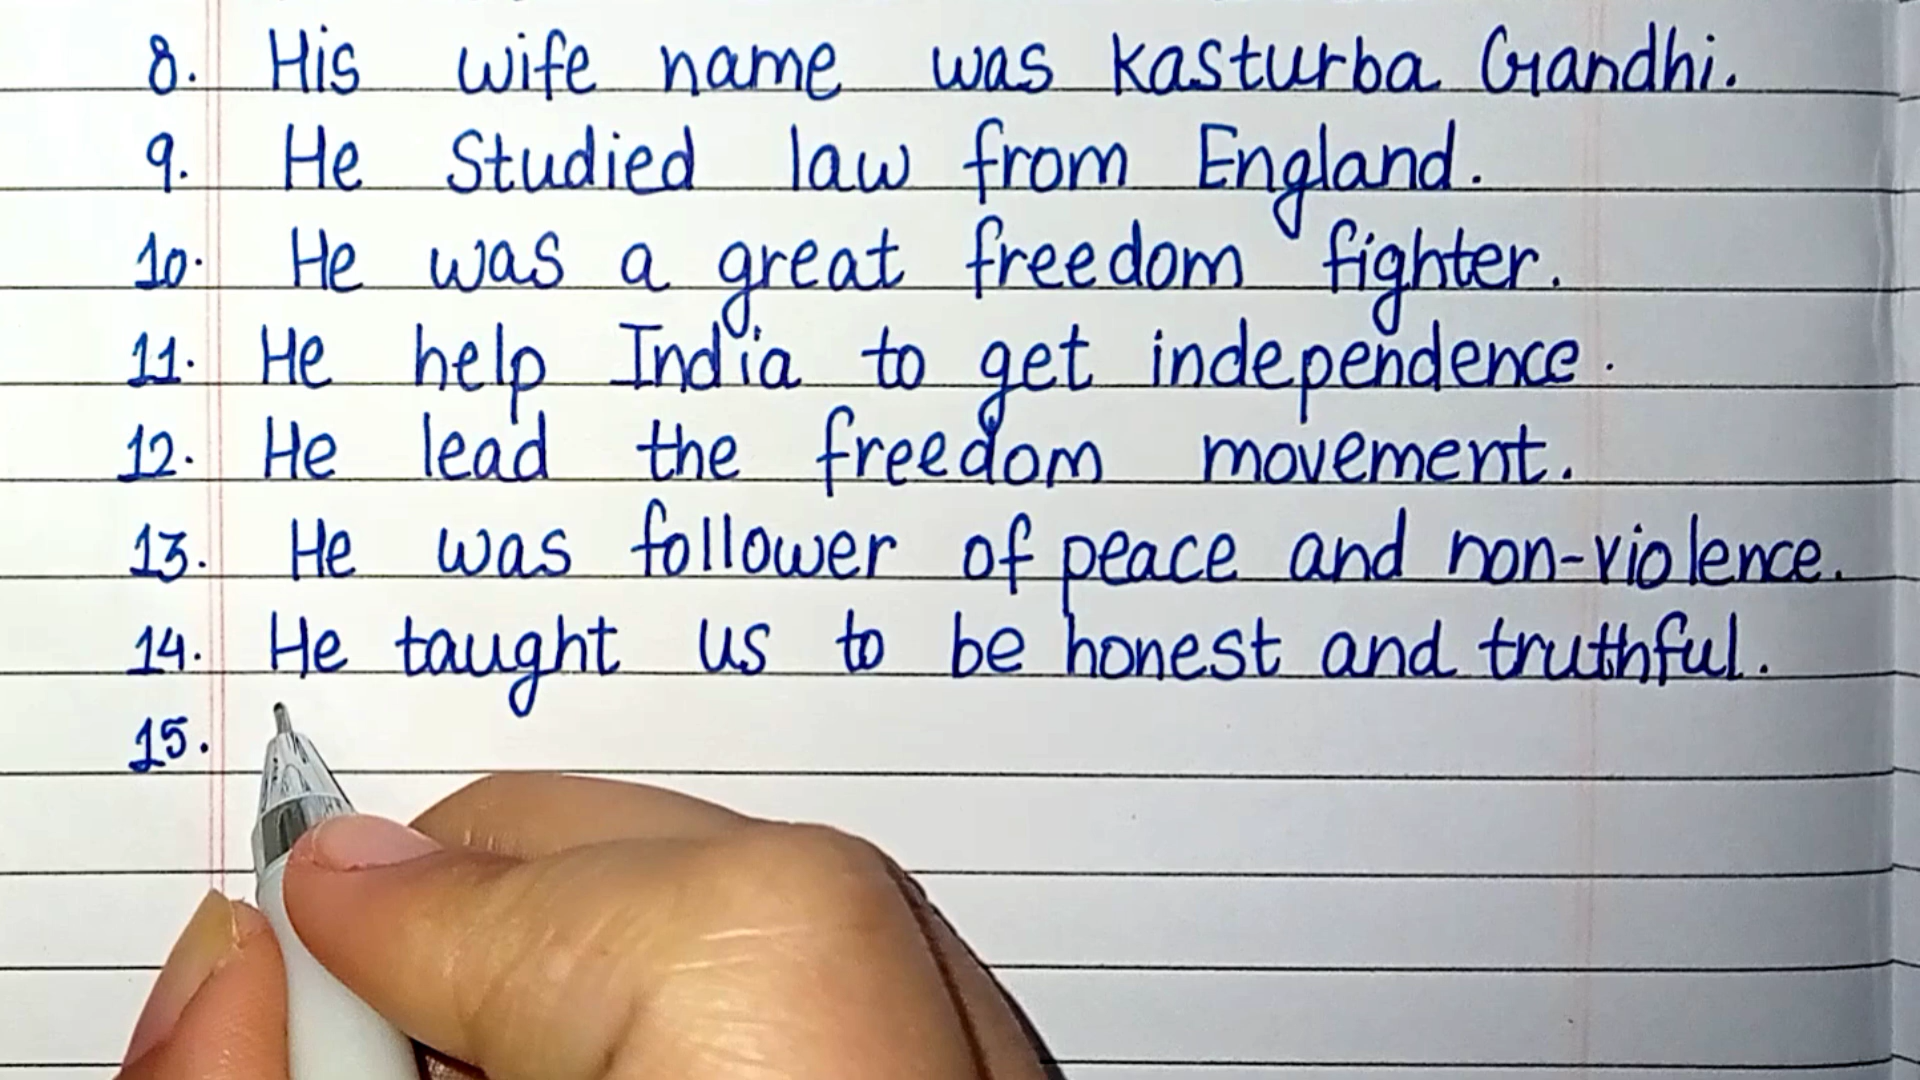 8. His wife name was Kasturba Gandhi.
9. He Studied law from England.
10. He was a great freedom fighter.
11. He help India to get independence.
12. He lead the freedom movement.
13. He was follower of peace and non-violence.
14. He taught us to be honest and truthful.
15.